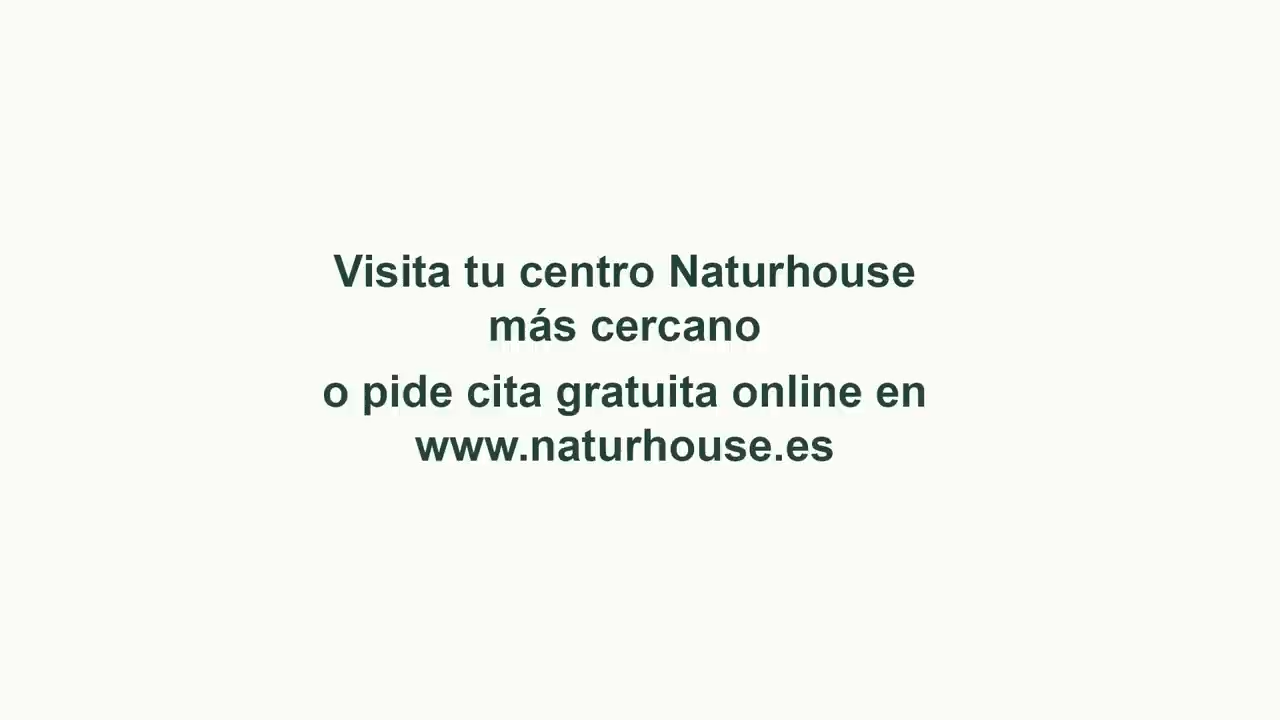 Visita tu centro Naturhouse
más cercano
o pide cita gratuita online en
www.naturhouse.es